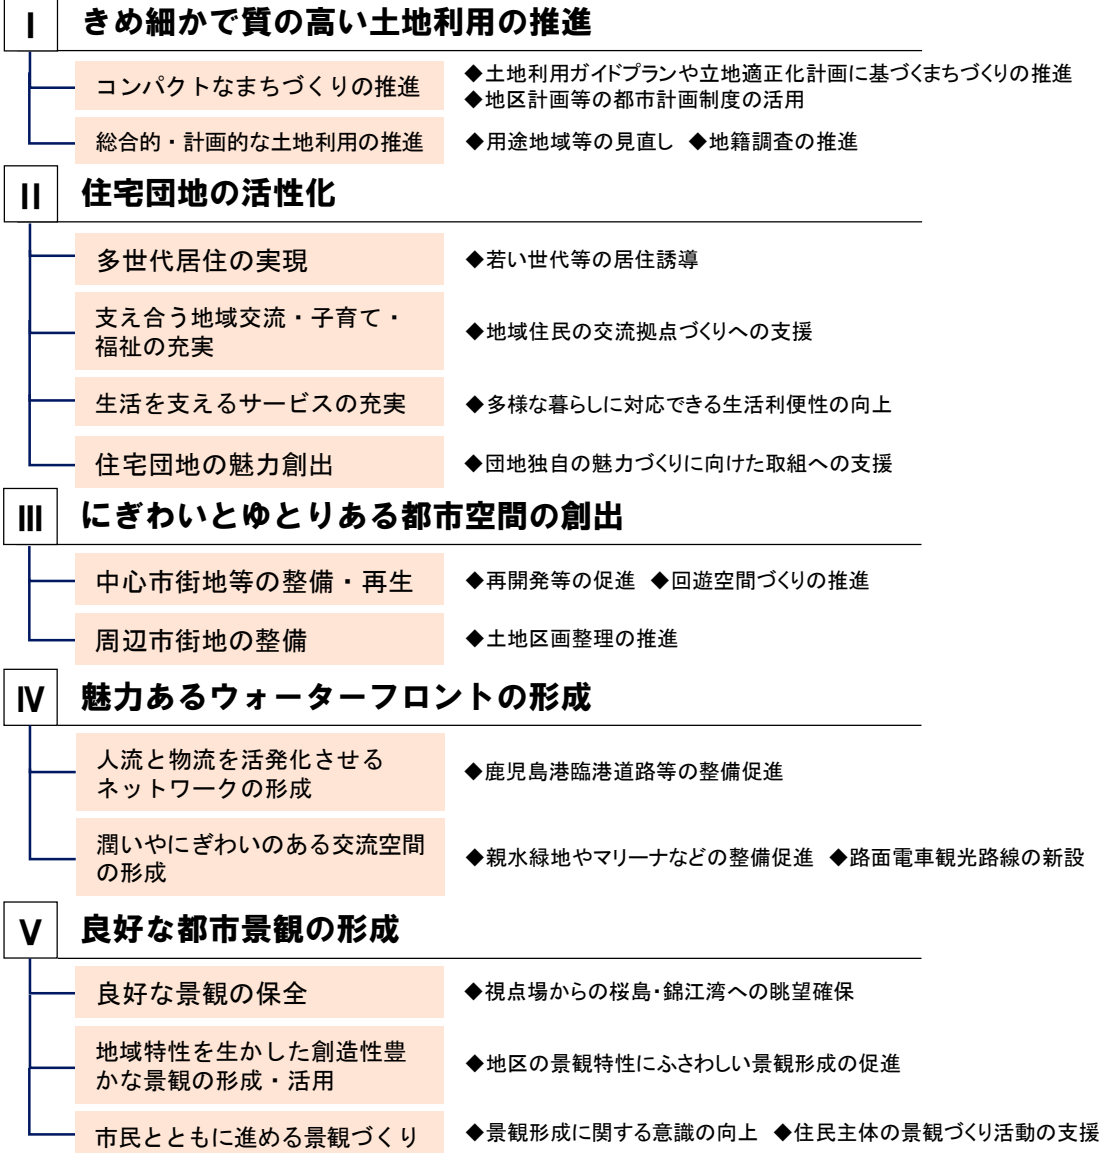 I きめ細かで質の高い土地利用の推進
コンパクトなまちづくりの推進
◆土地利用ガイドプランや立地適正化計画に基づくまちづくりの推進
◆地区計画等の都市計画制度の活用
総合的・計画的な土地利用の推進
◆用途地域等の見直し ◆地籍調査の推進
II 住宅団地の活性化
多世代居住の実現
◆若い世代等の居住誘導
支え合う地域交流・子育て・
福祉の充実
◆地域住民の交流拠点づくりへの支援
生活を支えるサービスの充実
◆多様な暮らしに対応できる生活利便性の向上
住宅団地の魅力創出
◆団地独自の魅力づくりに向けた取組への支援
III にぎわいとゆとりある都市空間の創出
中心市街地等の整備・再生
◆再開発等の促進 ◆回遊空間づくりの推進
周辺市街地の整備
◆土地区画整理の推進
IV 魅力あるウォーターフロントの形成
人流と物流を活発化させる
ネットワークの形成
◆鹿児島港臨港道路等の整備促進
潤いやにぎわいのある交流空間
の形成
◆親水緑地やマリーナなどの整備促進 ◆路面電車観光路線の新設
V 良好な都市景観の形成
良好な景観の保全
◆視点場からの桜島・錦江湾への眺望確保
地域特性を生かした創造性豊
かな景観の形成・活用
◆地区の景観特性にふさわしい景観形成の促進
市民とともに進める景観づくり
◆景観形成に関する意識の向上 ◆住民主体の景観づくり活動の支援